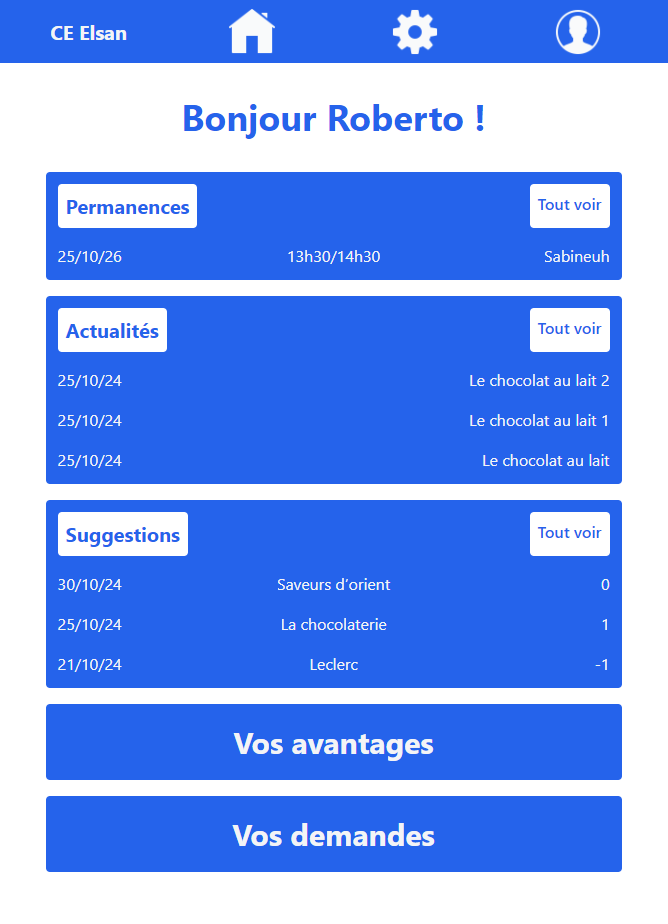 CE Elsan
Bonjour Roberto !
Permanences Tout voir
25/10/26 13h30/14h30 Sabineuh
Actualités Tout voir
25/10/24 Le chocolat au lait 2
25/10/24 Le chocolat au lait 1
25/10/24 Le chocolat au lait
Suggestions Tout voir
30/10/24 Saveurs d'orient 0
25/10/24 La chocolaterie 1
21/10/24 Leclerc -1
Vos avantages
Vos demandes